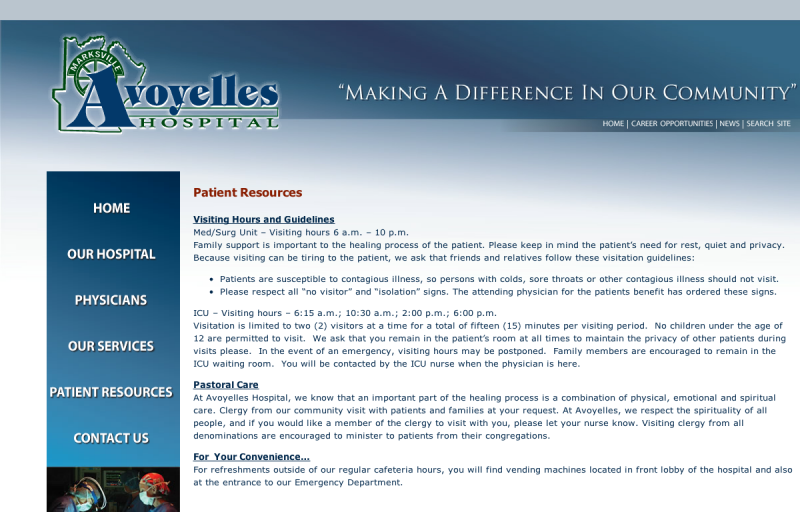 MARKSVILLE
Avoyelles
HOSPITAL
“MAKING A DIFFERENCE IN OUR COMMUNITY”
HOME | CAREER OPPORTUNITIES | NEWS | SEARCH SITE
HOME
OUR HOSPITAL
PHYSICIANS
OUR SERVICES
PATIENT RESOURCES
CONTACT US
Patient Resources
Visiting Hours and Guidelines
Med/Surg Unit – Visiting hours 6 a.m. – 10 p.m.
Family support is important to the healing process of the patient. Please keep in mind the patient’s need for rest, quiet and privacy.
Because visiting can be tiring to the patient, we ask that friends and relatives follow these visitation guidelines:
• Patients are susceptible to contagious illness, so persons with colds, sore throats or other contagious illness should not visit.
• Please respect all “no visitor” and “isolation” signs. The attending physician for the patients benefit has ordered these signs.
ICU – Visiting hours – 6:15 a.m.; 10:30 a.m.; 2:00 p.m.; 6:00 p.m.
Visitation is limited to two (2) visitors at a time for a total of fifteen (15) minutes per visiting period. No children under the age of
12 are permitted to visit. We ask that you remain in the patient’s room at all times to maintain the privacy of other patients during
visits please. In the event of an emergency, visiting hours may be postponed. Family members are encouraged to remain in the
ICU waiting room. You will be contacted by the ICU nurse when the physician is here.
Pastoral Care
At Avoyelles Hospital, we know that an important part of the healing process is a combination of physical, emotional and spiritual
care. Clergy from our community visit with patients and families at your request. At Avoyelles, we respect the spirituality of all
people, and if you would like a member of the clergy to visit with you, please let your nurse know. Visiting clergy from all
denominations are encouraged to minister to patients from their congregations.
For Your Convenience…
For refreshments outside of our regular cafeteria hours, you will find vending machines located in front lobby of the hospital and also
at the entrance to our Emergency Department.